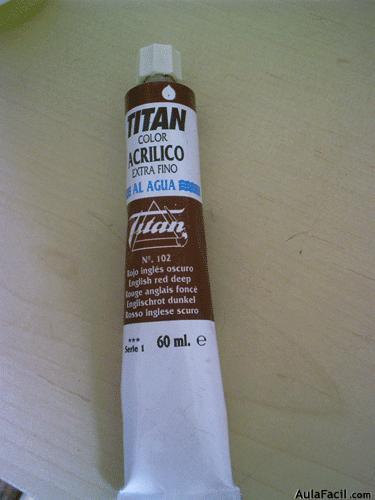 TITAN
COLOR
ACRILICO
EXTRA FINO
AL AGUA
Titan
Nº. 102
Rojo inglés oscuro
English red deep
Rouge anglais foncé
Englischrot dunkel
Rosso inglese scuro
***
Serie 1 60 ml. e
AulaFacil.com